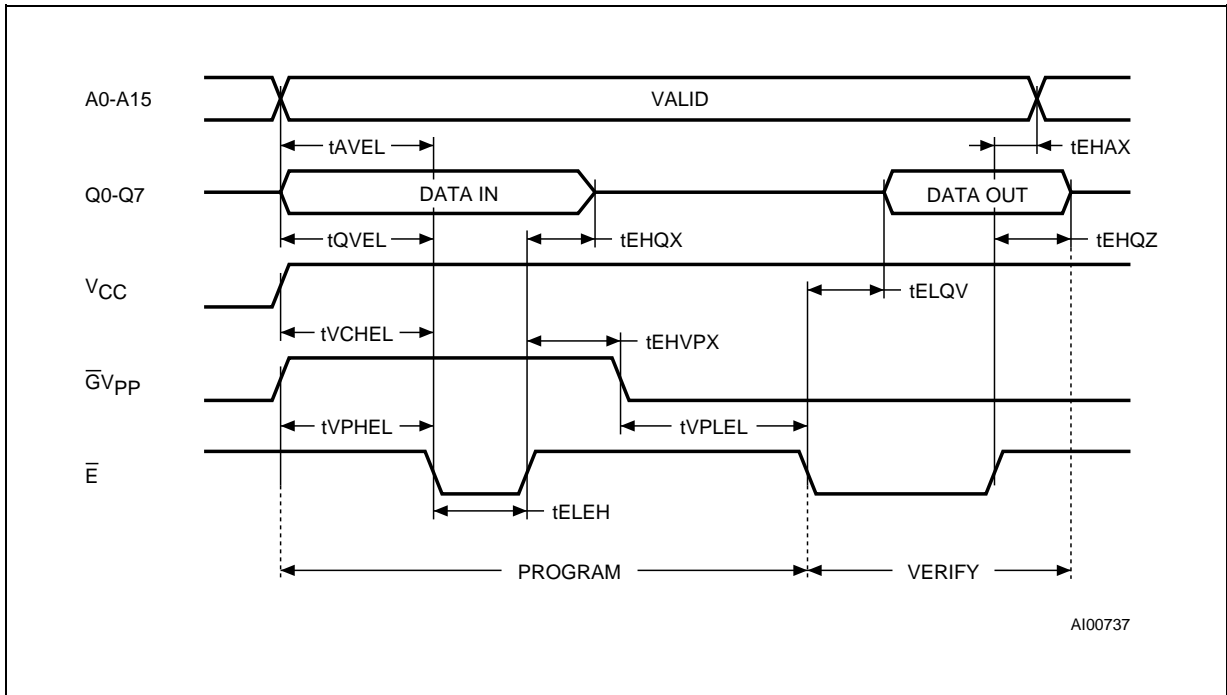 A0-A15
VALID
tAVEL
tEHAX
Q0-Q7
DATA IN
DATA OUT
tQVEL
tEHQX
tEHQZ
VCC
tELQV
tVCHEL
tEHVPX
G̅VPP
tVPHEL
tVPLEL
E̅
tELEH
PROGRAM
VERIFY
AI00737